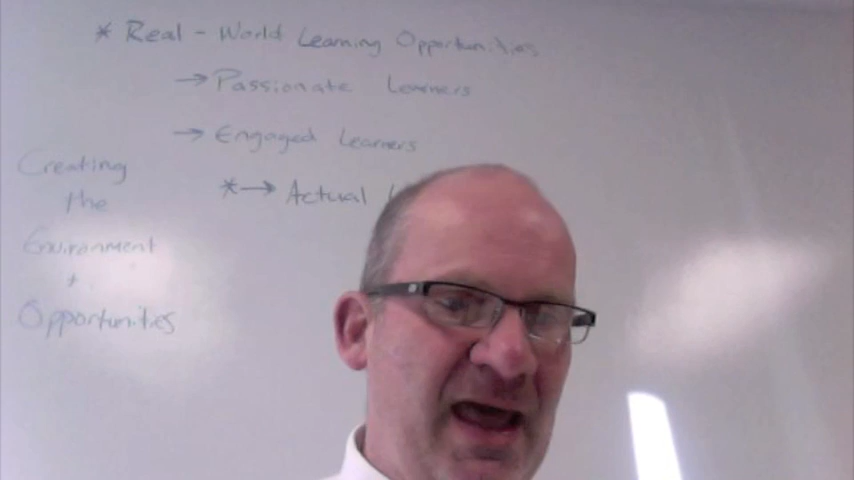 * Real - World Learning Opportunities
→ Passionate Learners
→ Engaged Learners
*→ Actual
Creating
the
Environment
+
Opportunities